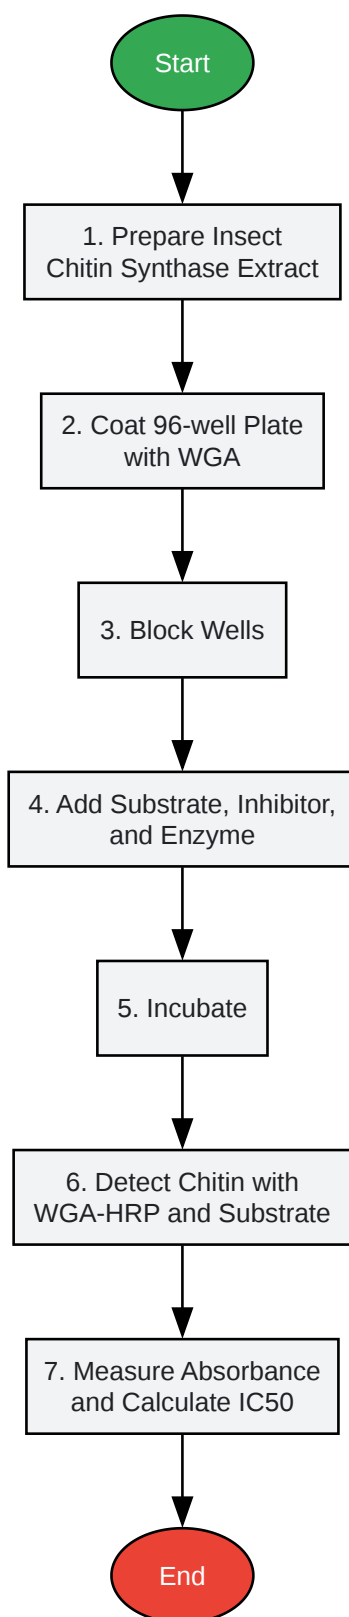 Start
1. Prepare Insect
Chitin Synthase Extract
2. Coat 96-well Plate
with WGA
3. Block Wells
4. Add Substrate, Inhibitor,
and Enzyme
5. Incubate
6. Detect Chitin with
WGA-HRP and Substrate
7. Measure Absorbance
and Calculate IC50
End